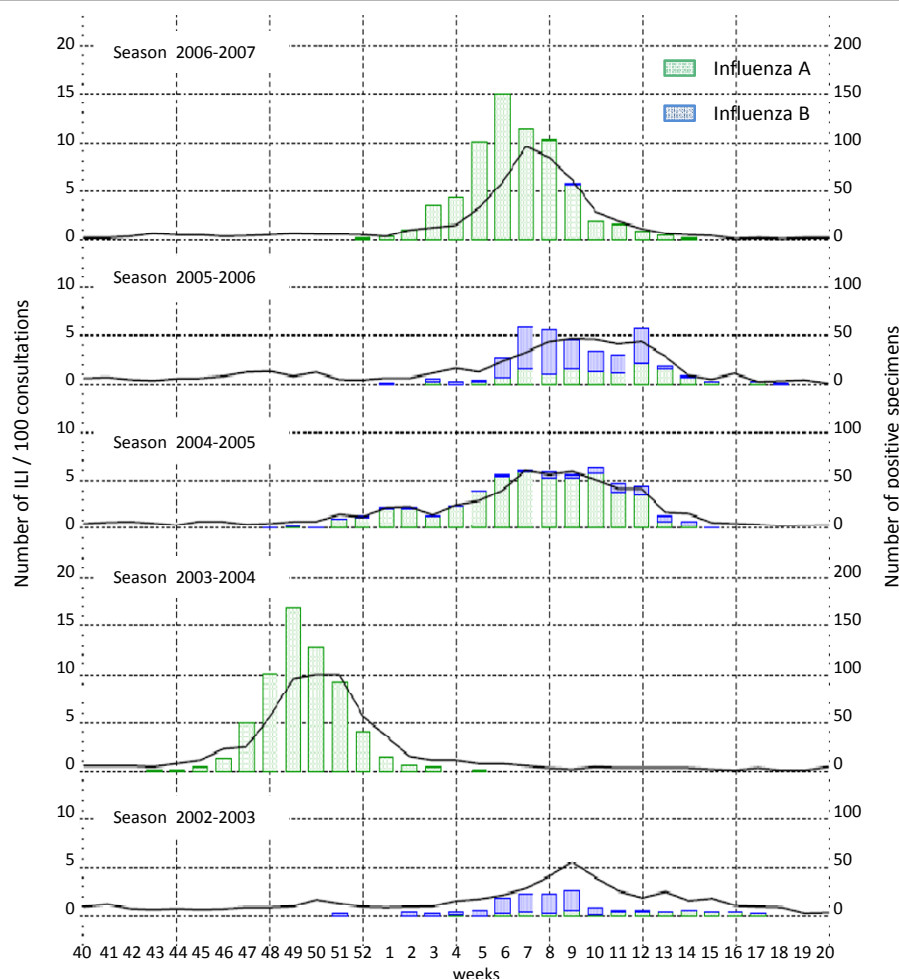 Season 2006-2007
20 200
Influenza A
15 150
Influenza B
10 100
5 50
0 0
Season 2005-2006
10 100
5 50
0 0
Season 2004-2005
10 100
5 50
0 0
Season 2003-2004
20 200
15 150
10 100
5 50
0 0
Season 2002-2003
10 100
5 50
0 0
40 41 42 43 44 45 46 47 48 49 50 51 52 1 2 3 4 5 6 7 8 9 10 11 12 13 14 15 16 17 18 19 20
weeks
Number of ILI / 100 consultations
Number of positive specimens